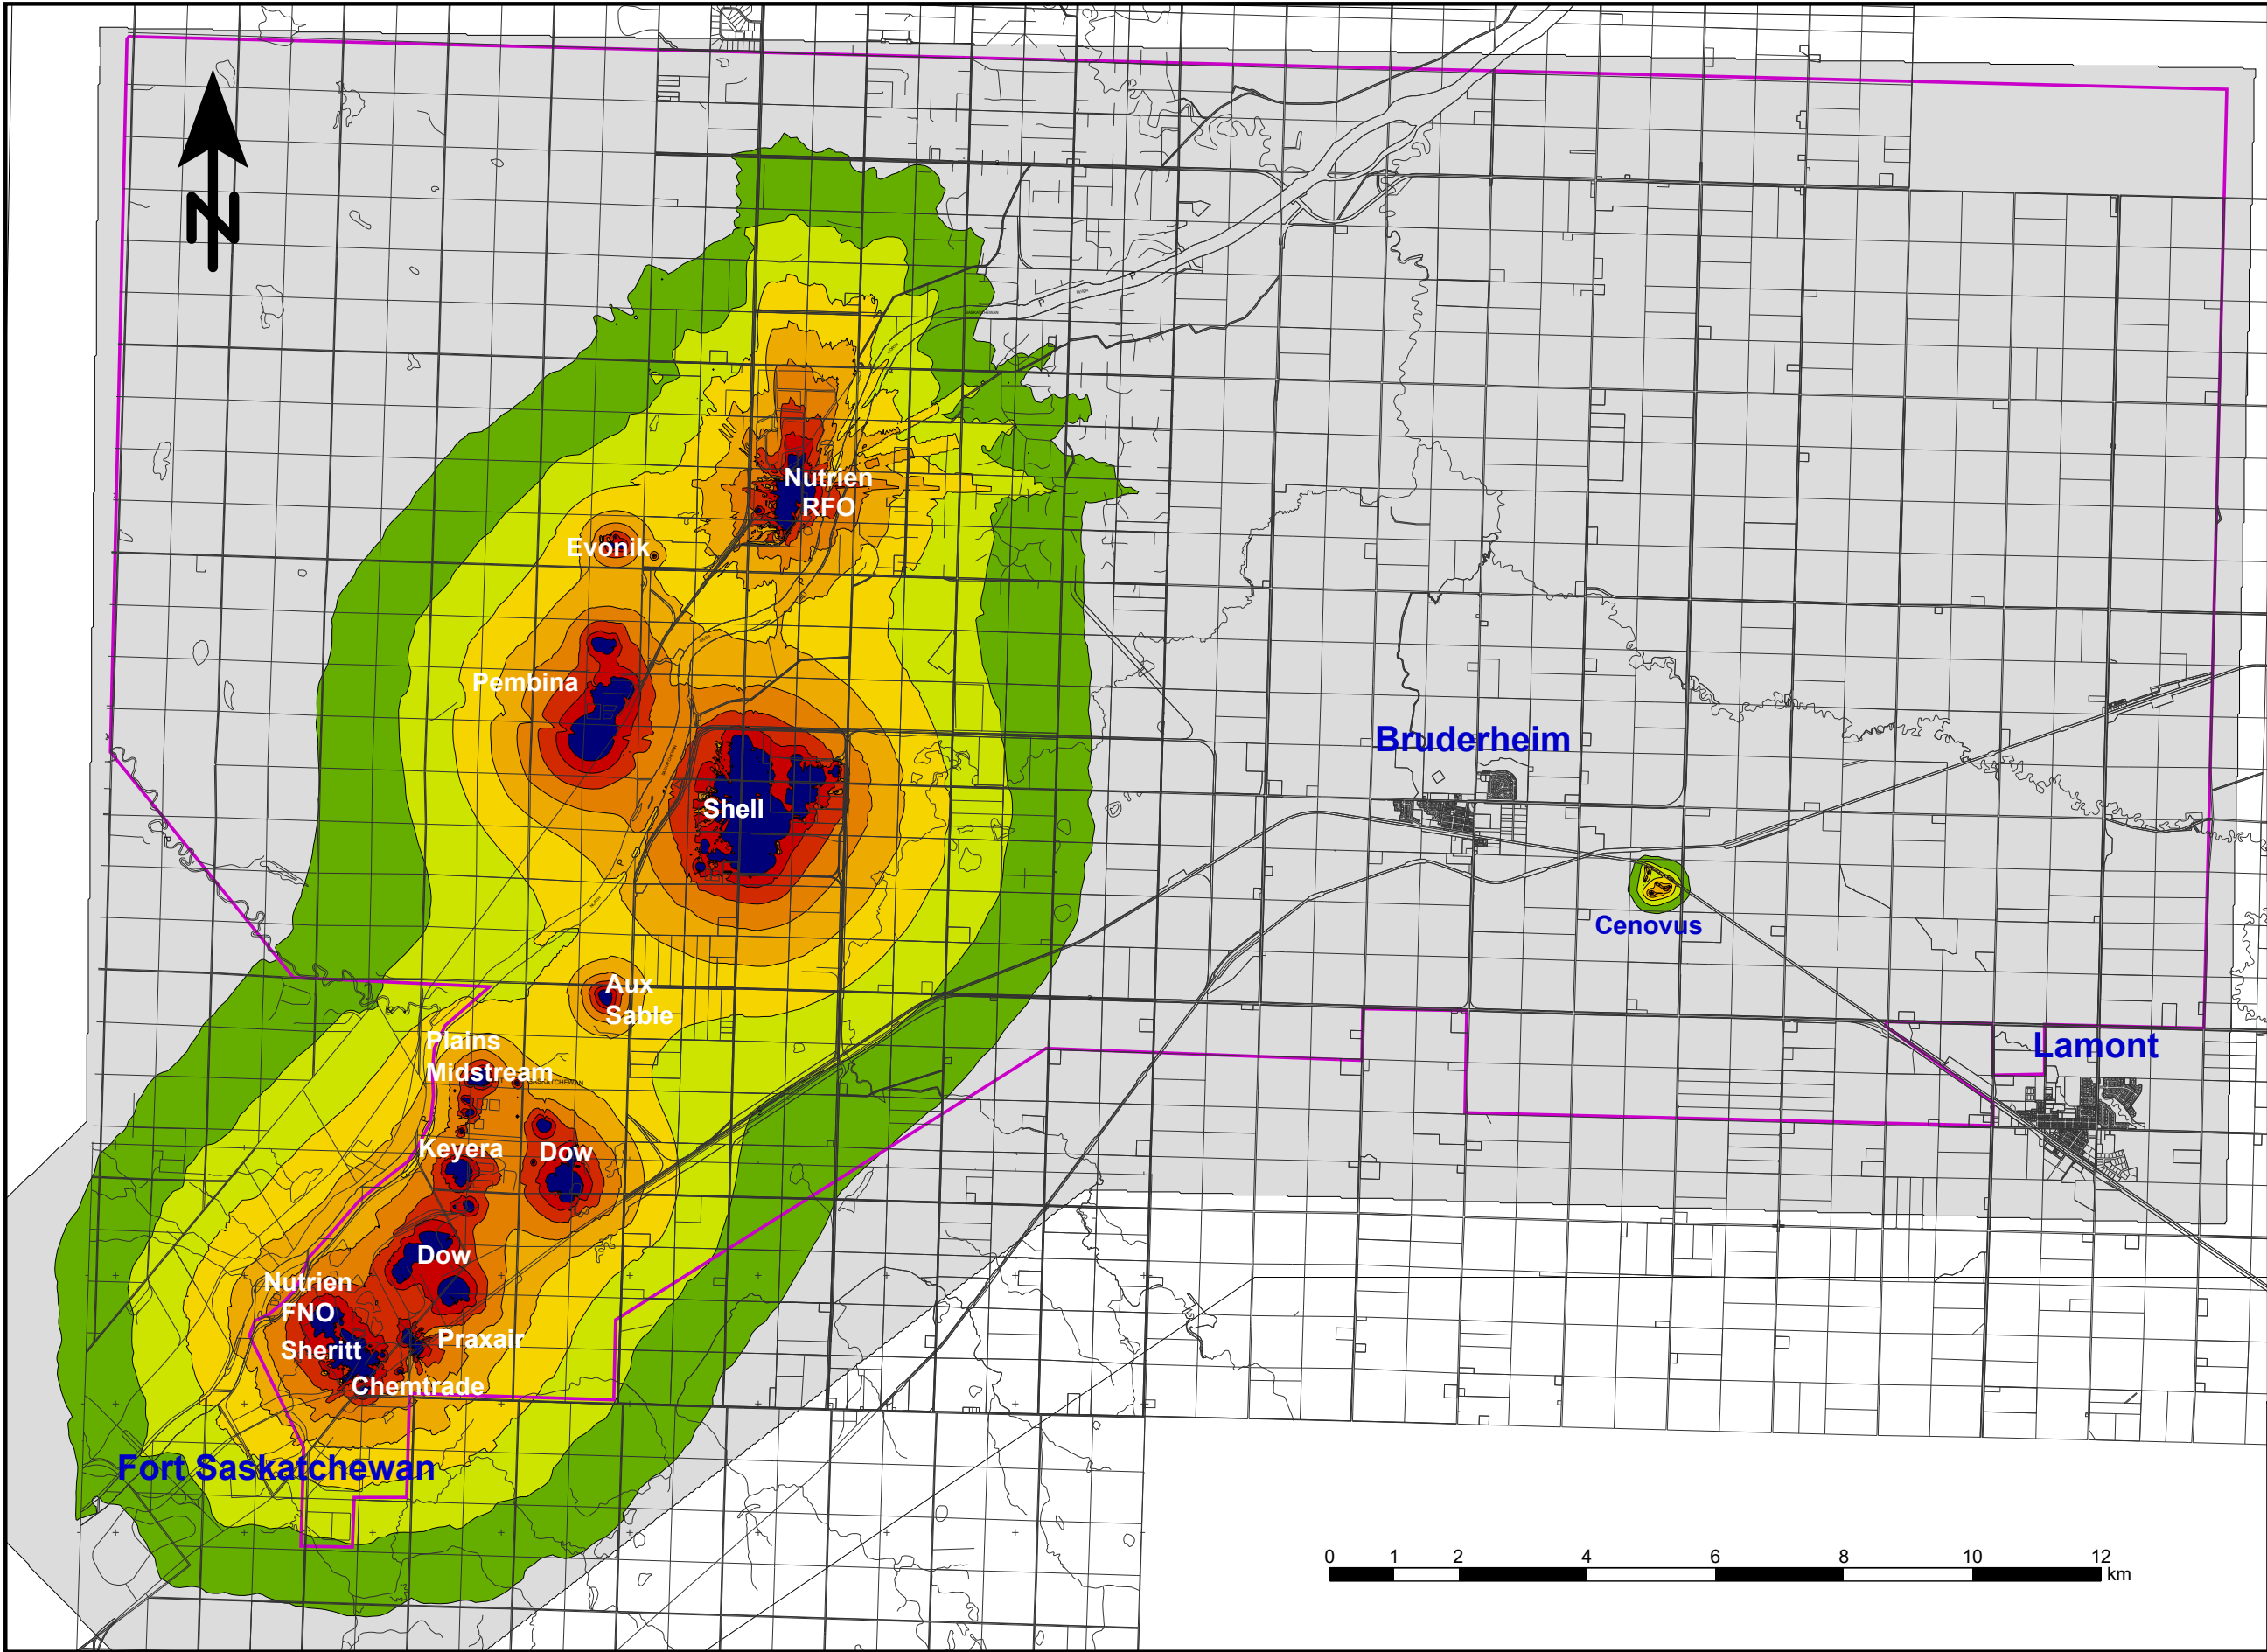 N
Nutrien
RFO
Evonik
Pembina
Bruderheim
Shell
Cenovus
Aux
Sable
Plains
Midstream
Lamont
Keyera
Dow
Dow
Nutrien
FNO
Praxair
Sheritt
Chemtrade
Fort Saskatchewan
0 1 2 4 6 8 10 12
km